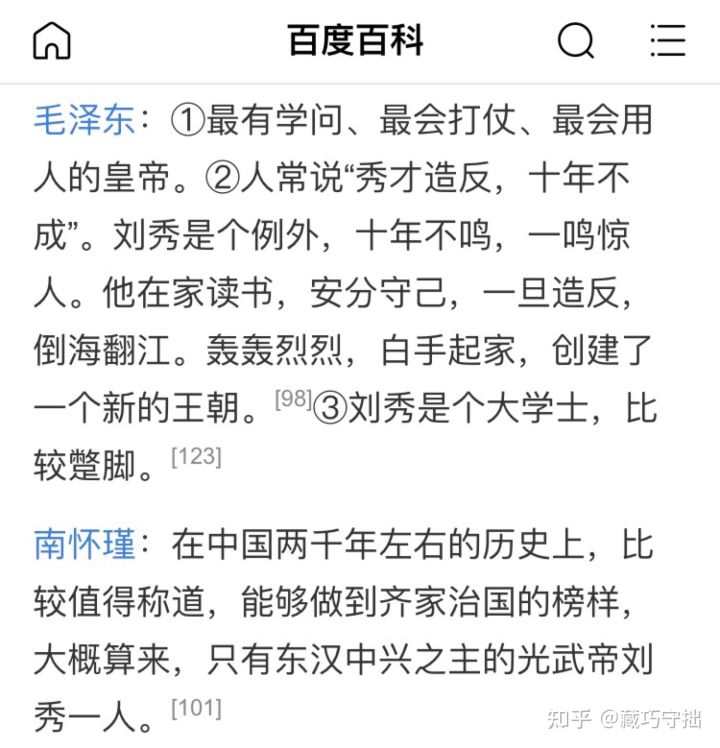 百度百科
毛泽东：①最有学问、最会打仗、最会用
人的皇帝。②人常说“秀才造反，十年不
成”。刘秀是个例外，十年不鸣，一鸣惊
人。他在家读书，安分守己，一旦造反，
倒海翻江。轰轰烈烈，白手起家，创建了
一个新的王朝。[98]③刘秀是个大学士，比
较蹩脚。[123]
南怀瑾：在中国两千年左右的历史上，比
较值得称道，能够做到齐家治国的榜样，
大概算来，只有东汉中兴之主的光武帝刘
秀一人。[101]
知乎 @藏巧守拙